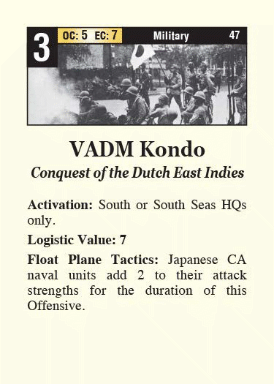 3 OC: 5 EC: 7 Military 47
VADM Kondo
Conquest of the Dutch East Indies
Activation: South or South Seas HQs
only.
Logistic Value: 7
Float Plane Tactics: Japanese CA
naval units add 2 to their attack
strengths for the duration of this
Offensive.